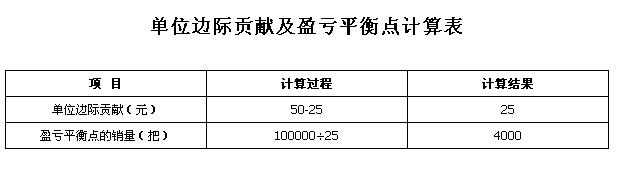 单位边际贡献及盈亏平衡点计算表
项 目 计算过程 计算结果
单位边际贡献（元） 50-25 25
盈亏平衡点的销量（把） 100000÷25 4000